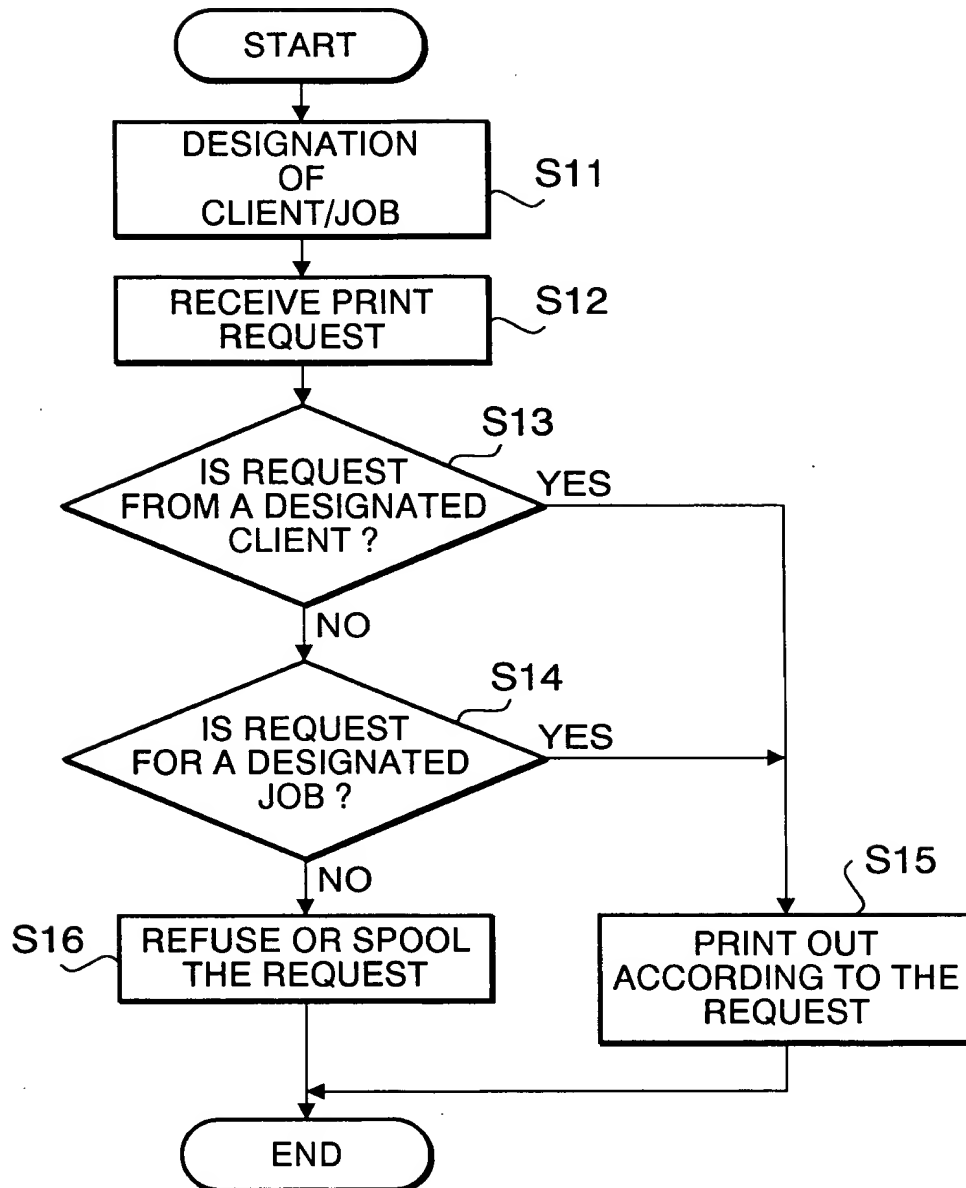 START
DESIGNATION
OF
CLIENT/JOB
S11
RECEIVE PRINT
REQUEST
S12
S13
IS REQUEST
FROM A DESIGNATED
CLIENT ?
YES
NO
S14
IS REQUEST
FOR A DESIGNATED
JOB ?
YES
NO
S16
REFUSE OR SPOOL
THE REQUEST
S15
PRINT OUT
ACCORDING TO THE
REQUEST
END